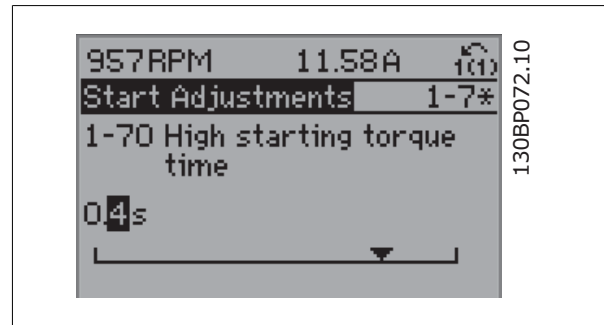 957RPM 11.58A 1(1)
Start Adjustments 1-7*
1-70 High starting torque
time
0.4s
130BP072.10